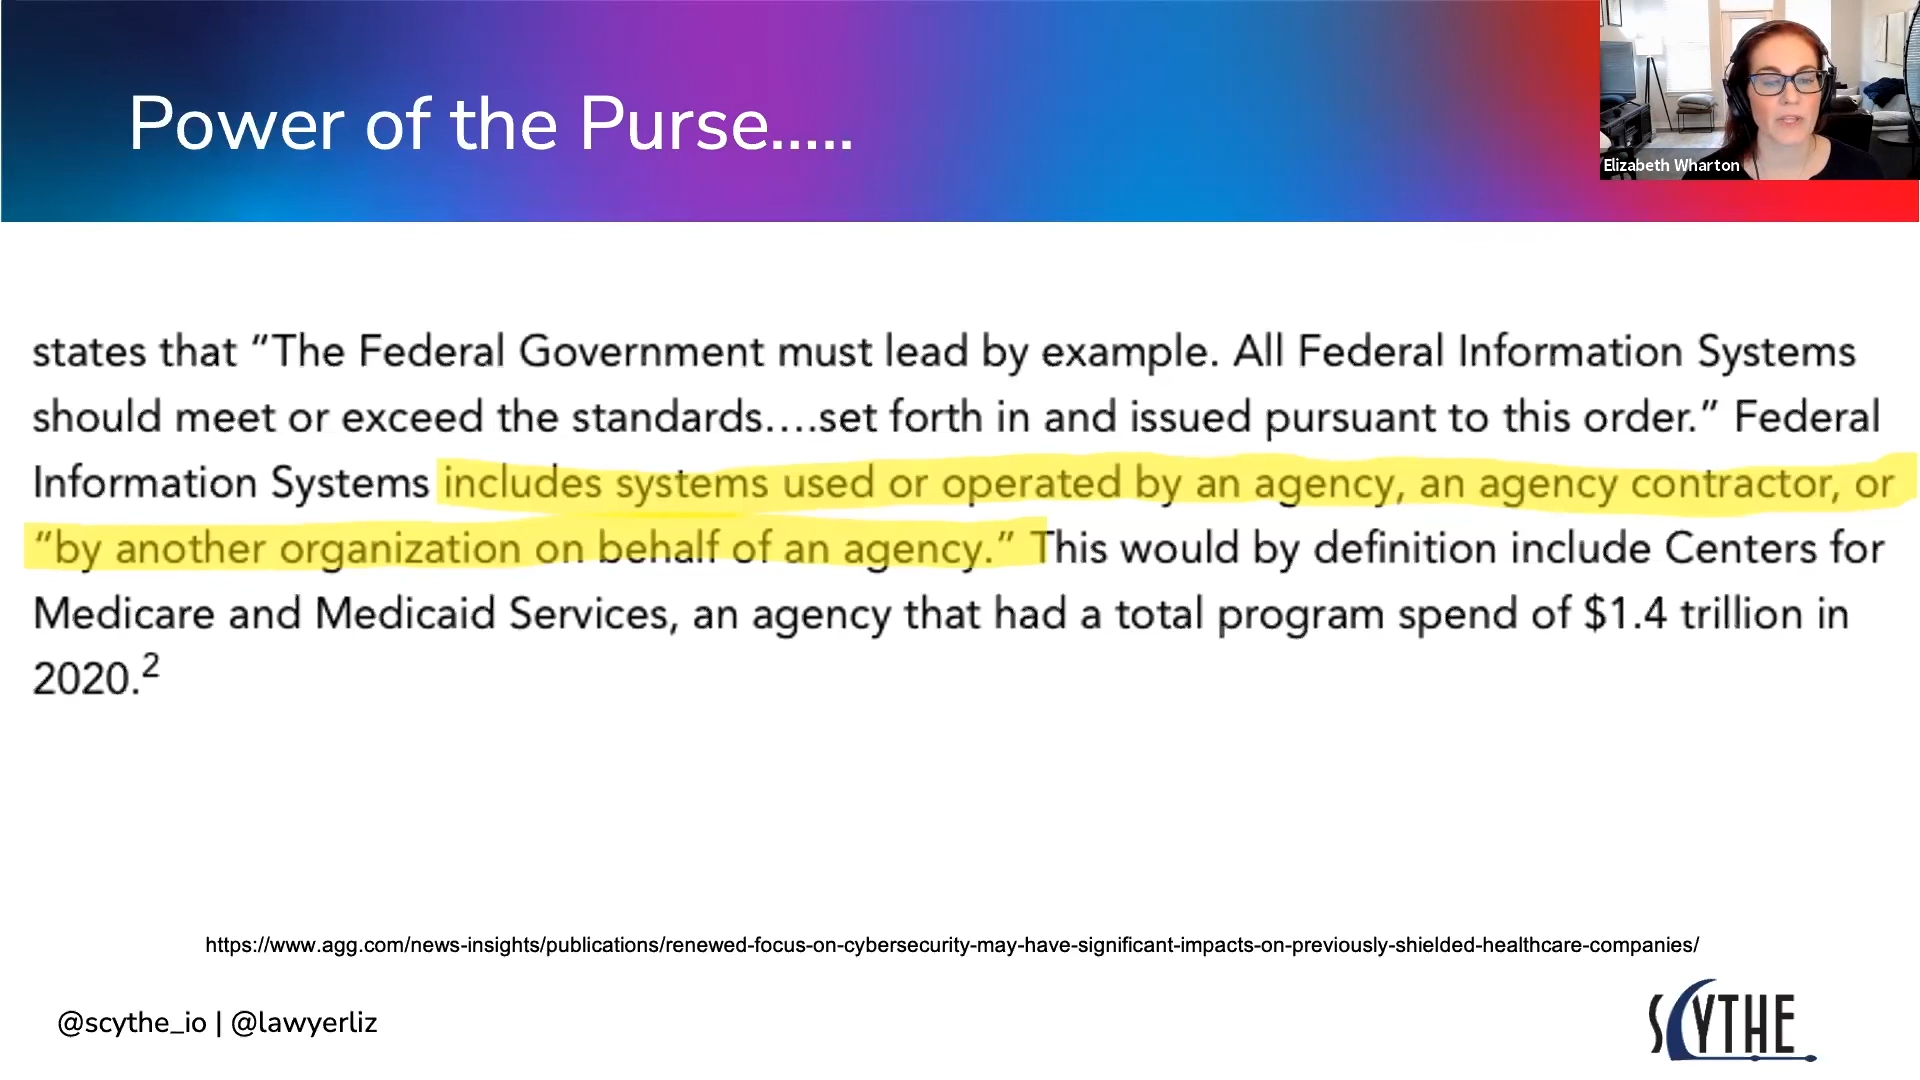 Power of the Purse.....
Elizabeth Wharton
states that “The Federal Government must lead by example. All Federal Information Systems
should meet or exceed the standards....set forth in and issued pursuant to this order.” Federal
Information Systems includes systems used or operated by an agency, an agency contractor, or
“by another organization on behalf of an agency.” This would by definition include Centers for
Medicare and Medicaid Services, an agency that had a total program spend of $1.4 trillion in
2020.²
https://www.agg.com/news-insights/publications/renewed-focus-on-cybersecurity-may-have-significant-impacts-on-previously-shielded-healthcare-companies/
@scythe_io | @lawyerliz
SCYTHE